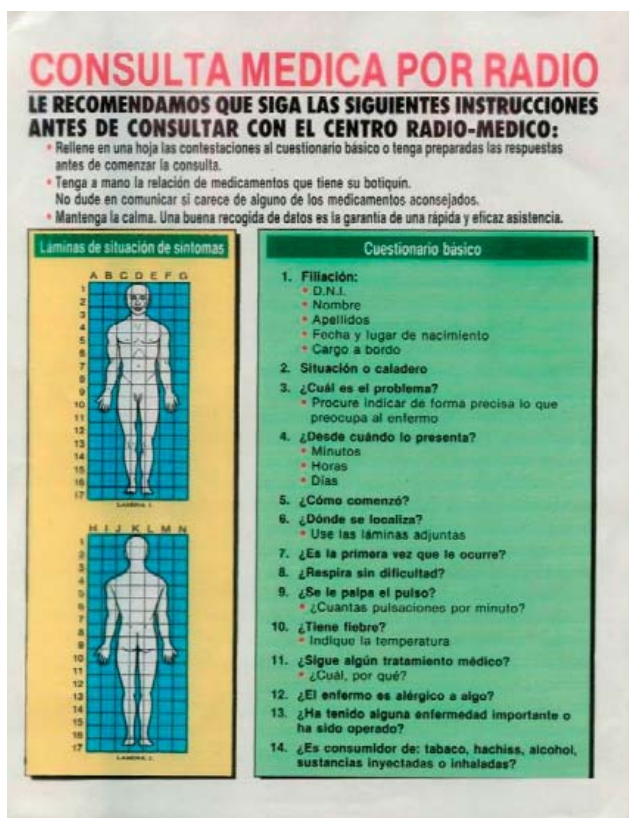 CONSULTA MEDICA POR RADIO
LE RECOMENDAMOS QUE SIGA LAS SIGUIENTES INSTRUCCIONES
ANTES DE CONSULTAR CON EL CENTRO RADIO-MEDICO:
• Rellene en una hoja las contestaciones al cuestionario básico o tenga preparadas las respuestas
antes de comenzar la consulta.
• Tenga a mano la relación de medicamentos que tiene su botiquín.
No dude en comunicar si carece de alguno de los medicamentos aconsejados.
• Mantenga la calma. Una buena recogida de datos es la garantía de una rápida y eficaz asistencia.
Láminas de situación de síntomas
A B C D E F G
1
2
3
4
5
6
7
8
9
10
11
12
13
14
15
16
17
LAMINA 1.
H I J K L M N
1
2
3
4
5
6
7
8
9
10
11
12
13
14
15
16
17
LAMINA 2.
Cuestionario básico
1. Filiación:
• D.N.I.
• Nombre
• Apellidos
• Fecha y lugar de nacimiento
• Cargo a bordo
2. Situación o caladero
3. ¿Cuál es el problema?
• Procure indicar de forma precisa lo que
preocupa al enfermo
4. ¿Desde cuándo lo presenta?
• Minutos
• Horas
• Días
5. ¿Cómo comenzó?
6. ¿Dónde se localiza?
• Use las láminas adjuntas
7. ¿Es la primera vez que le ocurre?
8. ¿Respira sin dificultad?
9. ¿Se le palpa el pulso?
• ¿Cuantas pulsaciones por minuto?
10. ¿Tiene fiebre?
• Indique la temperatura
11. ¿Sigue algún tratamiento médico?
• ¿Cuál, por qué?
12. ¿El enfermo es alérgico a algo?
13. ¿Ha tenido alguna enfermedad importante o
ha sido operado?
14. ¿Es consumidor de: tabaco, hachiss, alcohol,
sustancias inyectadas o inhaladas?